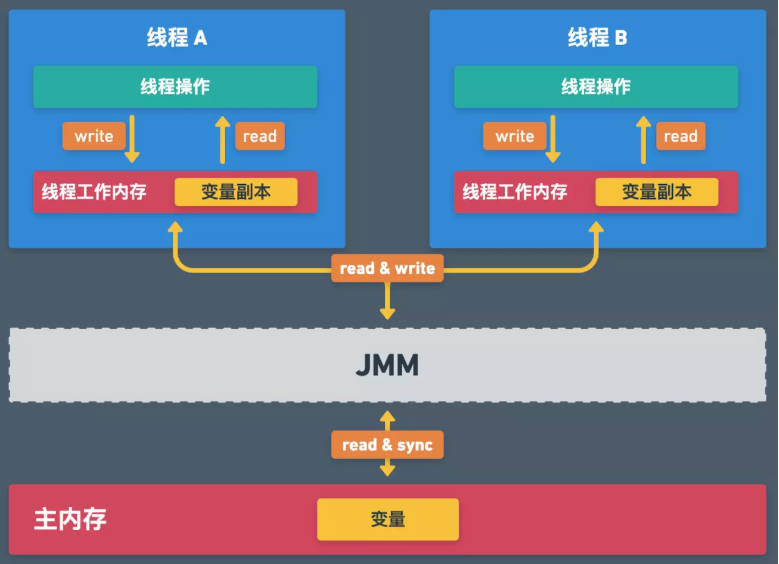 线程 A
线程操作
write
read
线程工作内存
变量副本
线程 B
线程操作
write
read
线程工作内存
变量副本
read & write
JMM
read & sync
主内存
变量